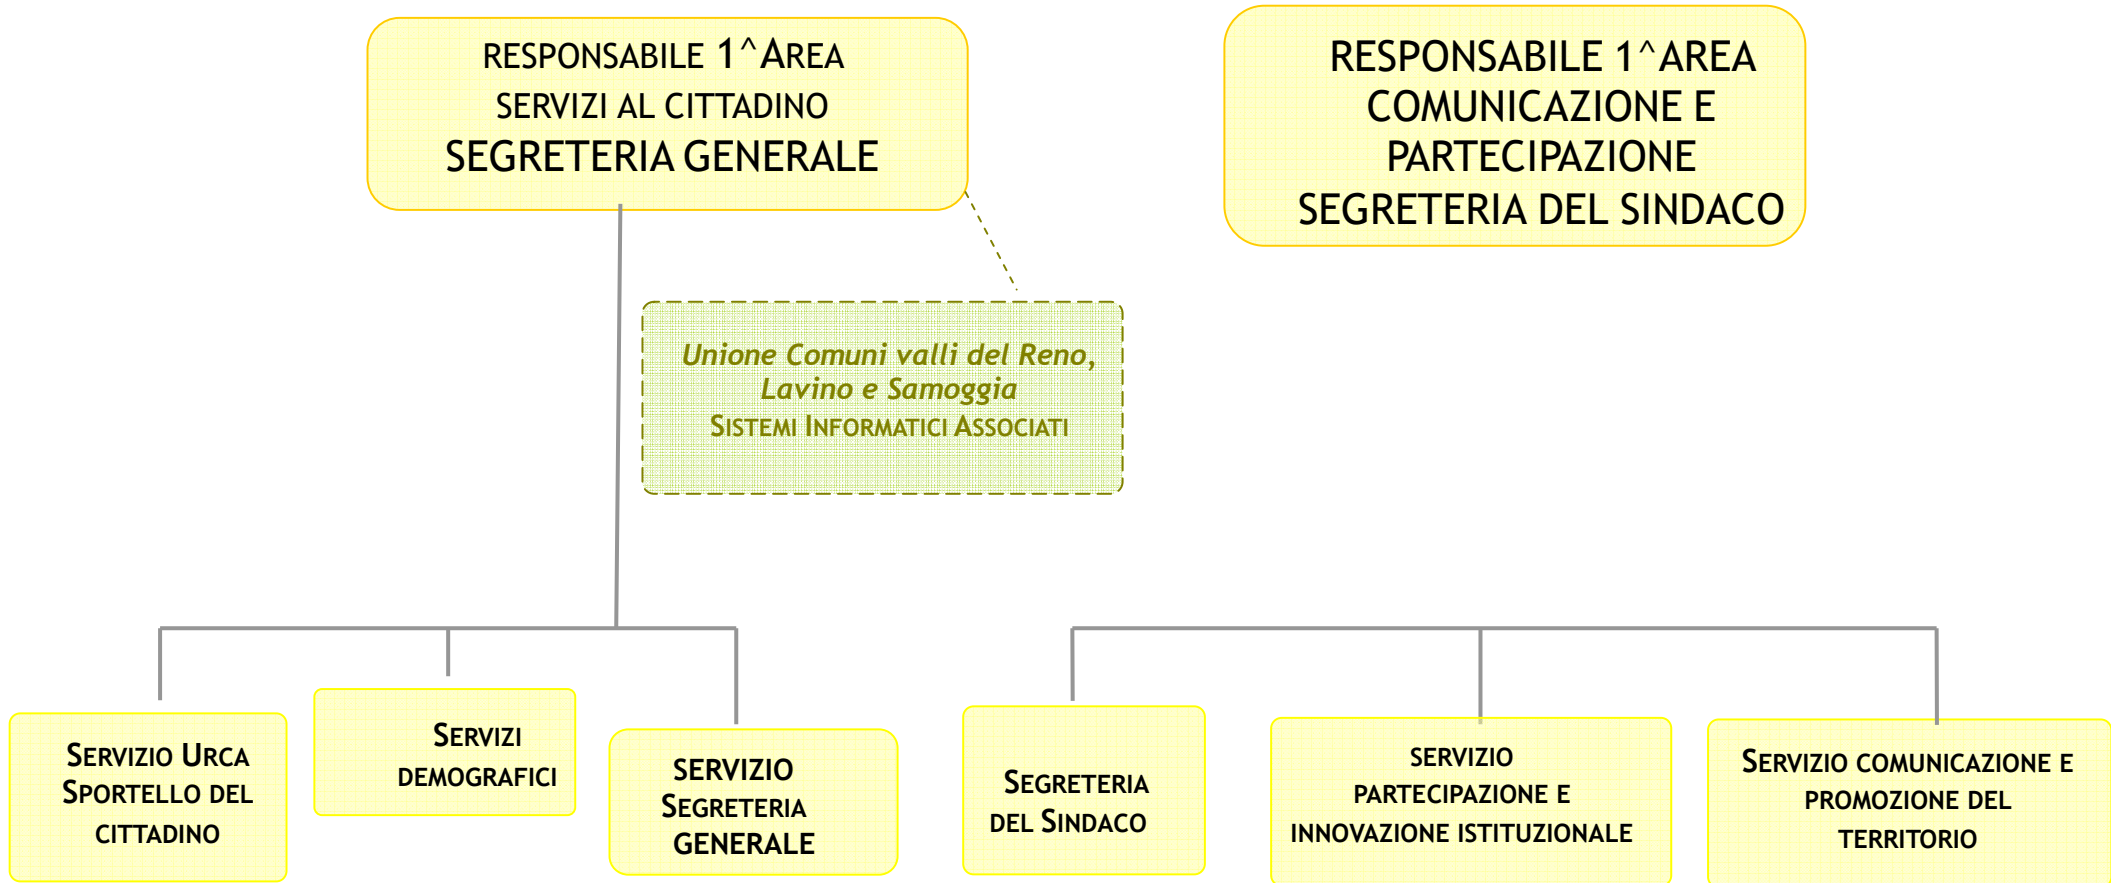 RESPONSABILE 1^AREA
SERVIZI AL CITTADINO
SEGRETERIA GENERALE
RESPONSABILE 1^AREA
COMUNICAZIONE E
PARTECIPAZIONE
SEGRETERIA DEL SINDACO
Unione Comuni valli del Reno,
Lavino e Samoggia
SISTEMI INFORMATICI ASSOCIATI
SERVIZIO URCA
SPORTELLO DEL
CITTADINO
SERVIZI
DEMOGRAFICI
SERVIZIO
SEGRETERIA
GENERALE
SEGRETERIA
DEL SINDACO
SERVIZIO
PARTECIPAZIONE E
INNOVAZIONE ISTITUZIONALE
SERVIZIO COMUNICAZIONE E
PROMOZIONE DEL
TERRITORIO